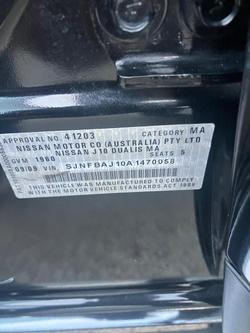 APPROVAL NO. 41203 CATEGORY MA
NISSAN MOTOR CO (AUSTRALIA) PTY LTD
NISSAN J10 DUALIS MA
GVM 1960 SEATS 5
09/09 VIN SJNFBAJ10A1470058
THIS VEHICLE WAS MANUFACTURED TO COMPLY
WITH THE MOTOR VEHICLE STANDARDS ACT 1989